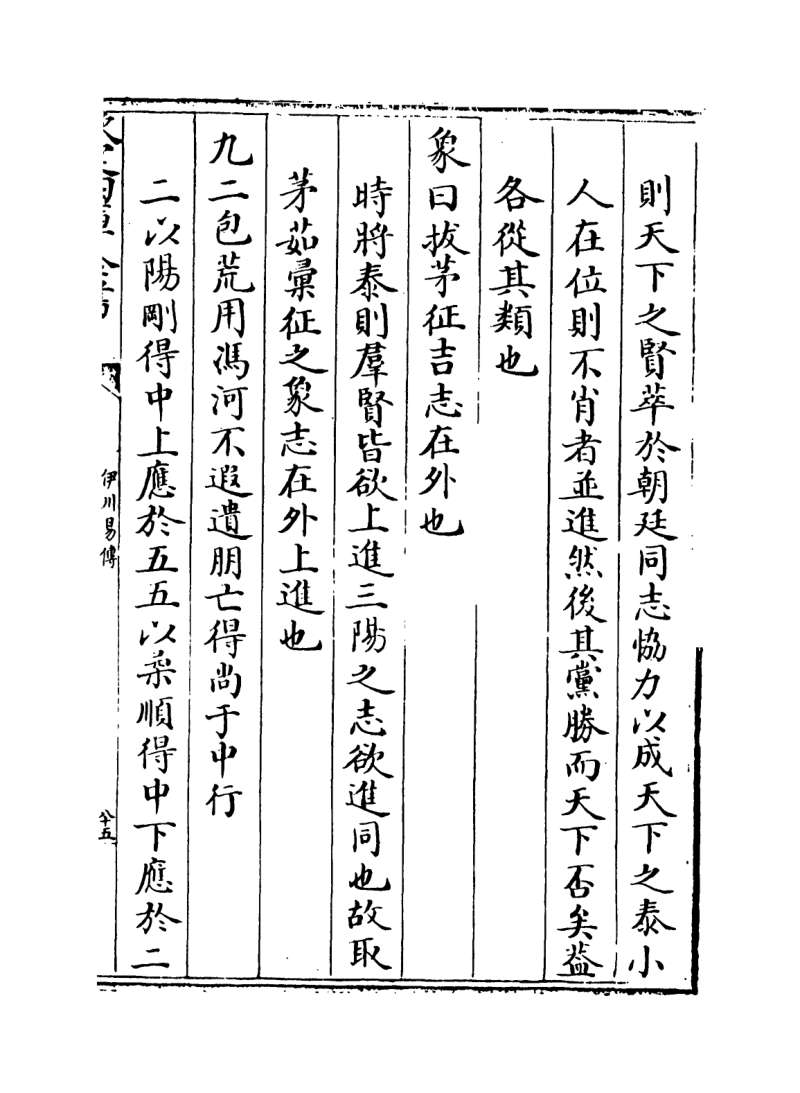 則天下之賢萃於朝廷同志恊力以成天下之泰小
人在位則不肖者並進然後其黨勝而天下否矣葢
各從其類也
象曰拔茅征吉志在外也
時將泰則羣賢皆欲上進三陽之志欲進同也故取
茅茹彚征之象志在外上進也
九二包荒用馮河不遐遺朋亡得尚于中行
二以陽剛得中上應於五五以柔順得中下應於二
伊川易傳
八十五